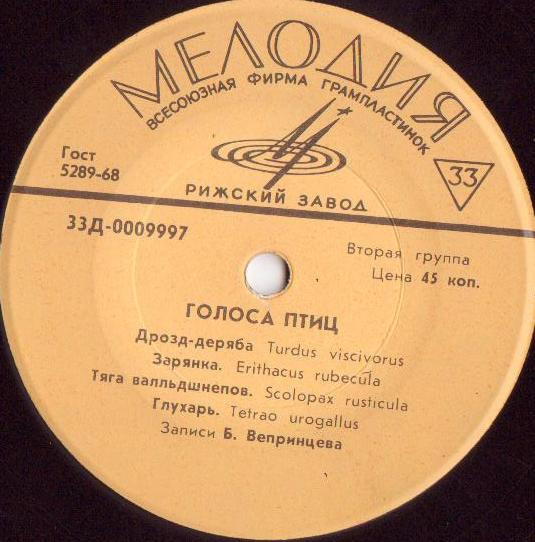 МЕЛОДИЯ
ВСЕСОЮЗНАЯ ФИРМА ГРАМПЛАСТИНОК
Гост
5289-68
33
РИЖСКИЙ ЗАВОД
33Д-0009997
Вторая группа
Цена 45 коп.
ГОЛОСА ПТИЦ
Дрозд-деряба Turdus viscivorus
Зарянка. Erithacus rubecula
Тяга валльдшнепов. Scolopax rusticula
Глухарь. Tetrao urogallus
Записи Б. Вепринцева